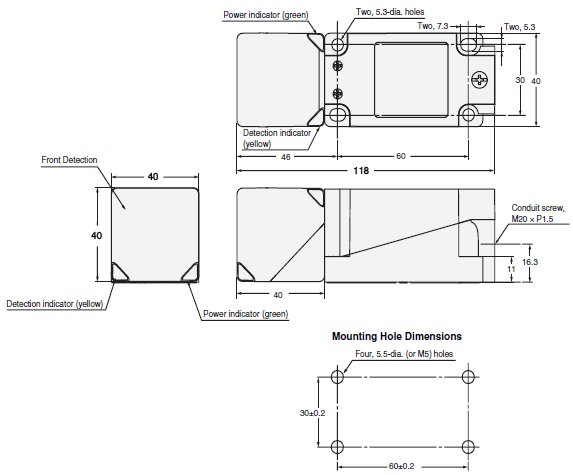 Power indicator (green)
Two, 5.3-dia. holes
Two, 7.3
Two, 5.3
30
40
Detection indicator
(yellow)
46
60
118
Front Detection
40
40
Conduit screw,
M20 × P1.5
16.3
11
40
Detection indicator (yellow)
Power indicator (green)
Mounting Hole Dimensions
Four, 5.5-dia. (or M5) holes
30±0.2
60±0.2